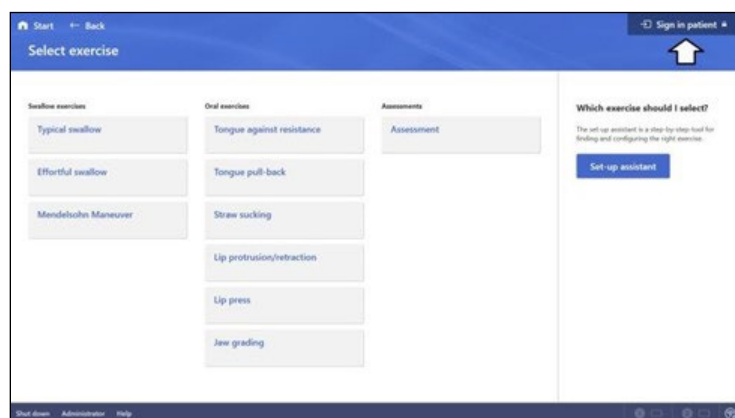 Start
Back
Sign in patient
Select exercise
Swallow exercises
Typical swallow
Effortful swallow
Mendelsohn Maneuver
Oral exercises
Tongue against resistance
Tongue pull-back
Straw sucking
Lip protrusion/retraction
Lip press
Jaw grading
Assessments
Assessment
Which exercise should I select?
The set-up assistant is a step-by-step tool for
finding and configuring the right exercise.
Set-up assistant
Shut down Administrator Help